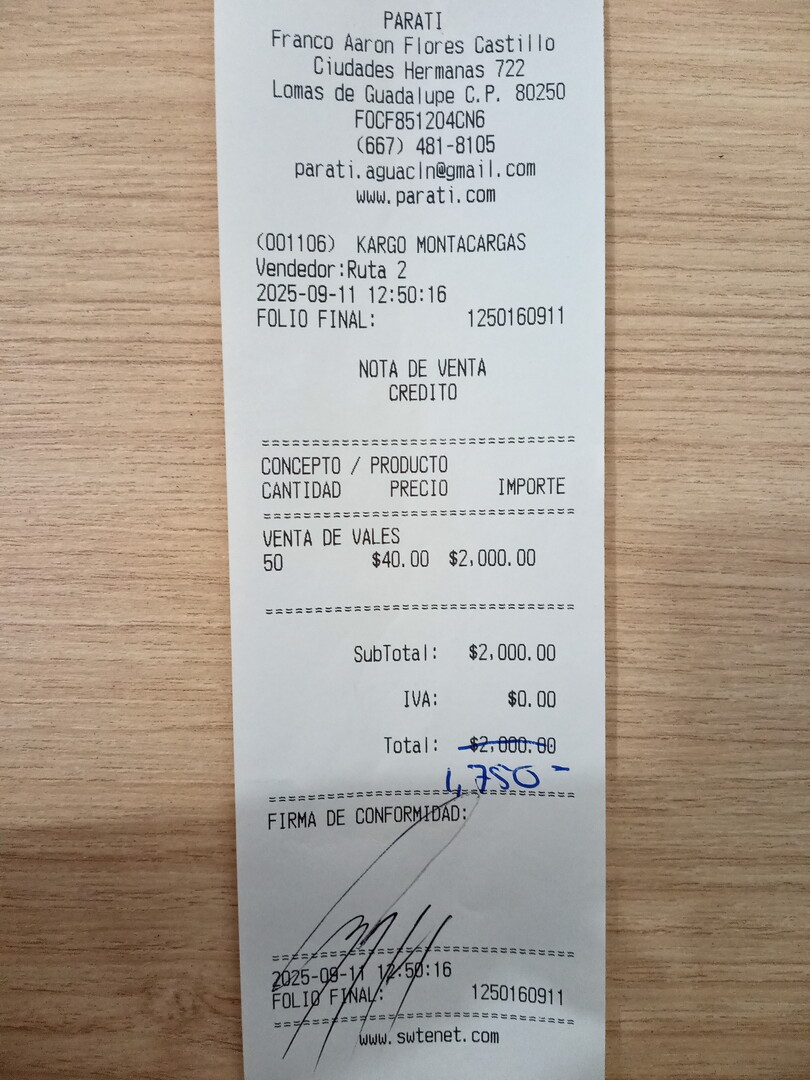 PARATI
Franco Aaron Flores Castillo
Ciudades Hermanas 722
Lomas de Guadalupe C.P. 80250
FOCF851204CN6
(667) 481-8105
parati.aguacln@gmail.com
www.parati.com
(001106) KARGO MONTACARGAS
Vendedor:Ruta 2
2025-09-11 12:50:16
FOLIO FINAL: 1250160911
NOTA DE VENTA
CREDITO
===============================
CONCEPTO / PRODUCTO
CANTIDAD PRECIO IMPORTE
===============================
VENTA DE VALES
50 $40.00 $2,000.00
===============================
SubTotal: $2,000.00
IVA: $0.00
Total: $2,000.00
1,750-
===============================
FIRMA DE CONFORMIDAD:
===============================
2025-09-11 12:50:16
FOLIO FINAL: 1250160911
===============================
www.swtenet.com